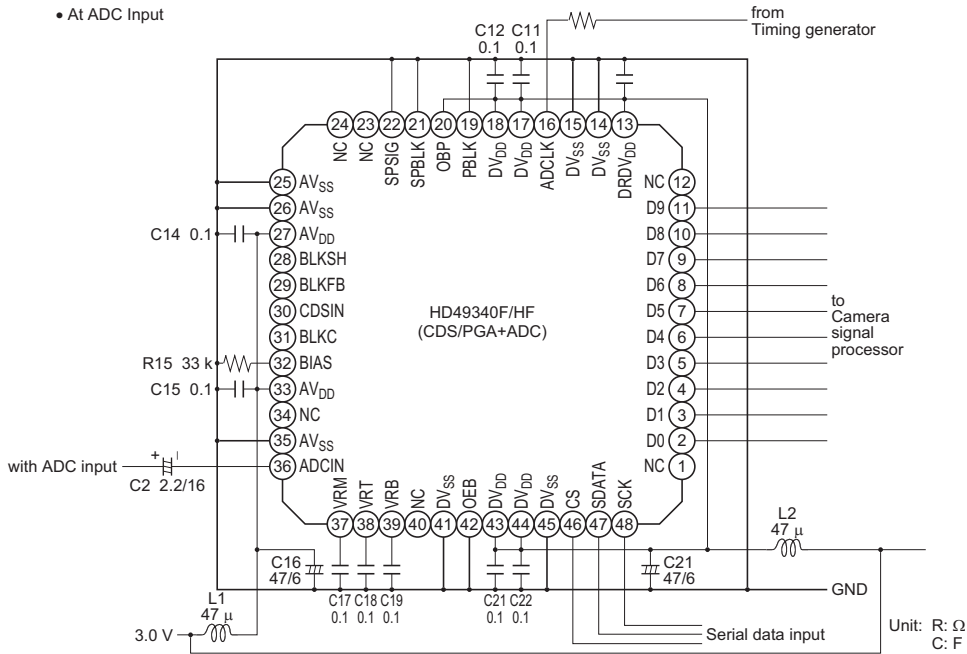 • At ADC Input
from
Timing generator
C12
0.1
C11
0.1
24 23 22 21 20 19 18 17 16 15 14 13
NC
NC
SPSIG
SPBLK
OBP
PBLK
DVDD
DVDD
ADCLK
DVSS
DVSS
DRDVDD
25 AVSS
26 AVSS
C14 0.1
27 AVDD
28 BLKSH
29 BLKFB
30 CDSIN
31 BLKC
R15 33 k
32 BIAS
C15 0.1
33 AVDD
34 NC
35 AVSS
with ADC input
+ –
C2 2.2/16
36 ADCIN
HD49340F/HF
(CDS/PGA+ADC)
NC 12
D9 11
D8 10
D7 9
D6 8
D5 7
D4 6
D3 5
D2 4
D1 3
D0 2
NC 1
to
Camera
signal
processor
VRM
VRT
VRB
NC
DVSS
OEB
DVDD
DVDD
DVSS
CS
SDATA
SCK
37 38 39 40 41 42 43 44 45 46 47 48
L2
47 μ
C16
47/6
C17
0.1
C18
0.1
C19
0.1
C21
0.1
C22
0.1
C21
47/6
GND
L1
47 μ
3.0 V
Serial data input
Unit: R: Ω
C: F